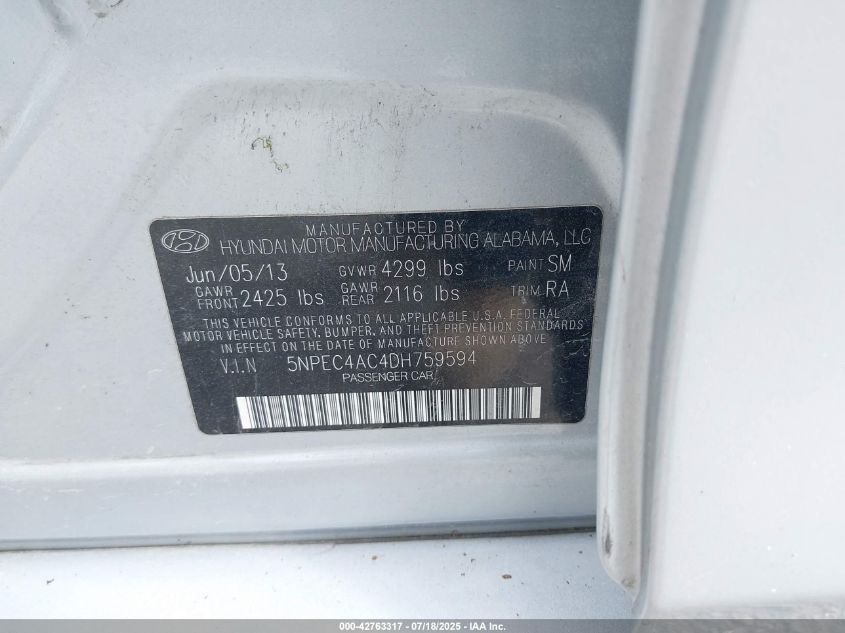 MANUFACTURED BY
HYUNDAI MOTOR MANUFACTURING ALABAMA, LLC
Jun/05/13 GVWR 4299 lbs PAINT SM
GAWR FRONT 2425 lbs GAWR REAR 2116 lbs TRIM RA
THIS VEHICLE CONFORMS TO ALL APPLICABLE U.S.A. FEDERAL
MOTOR VEHICLE SAFETY, BUMPER, AND THEFT PREVENTION STANDARDS
IN EFFECT ON THE DATE OF MANUFACTURE SHOWN ABOVE
V.I.N 5NPEC4AC4DH759594
PASSENGER CAR
000-42763317 - 07/18/2025 - IAA Inc.